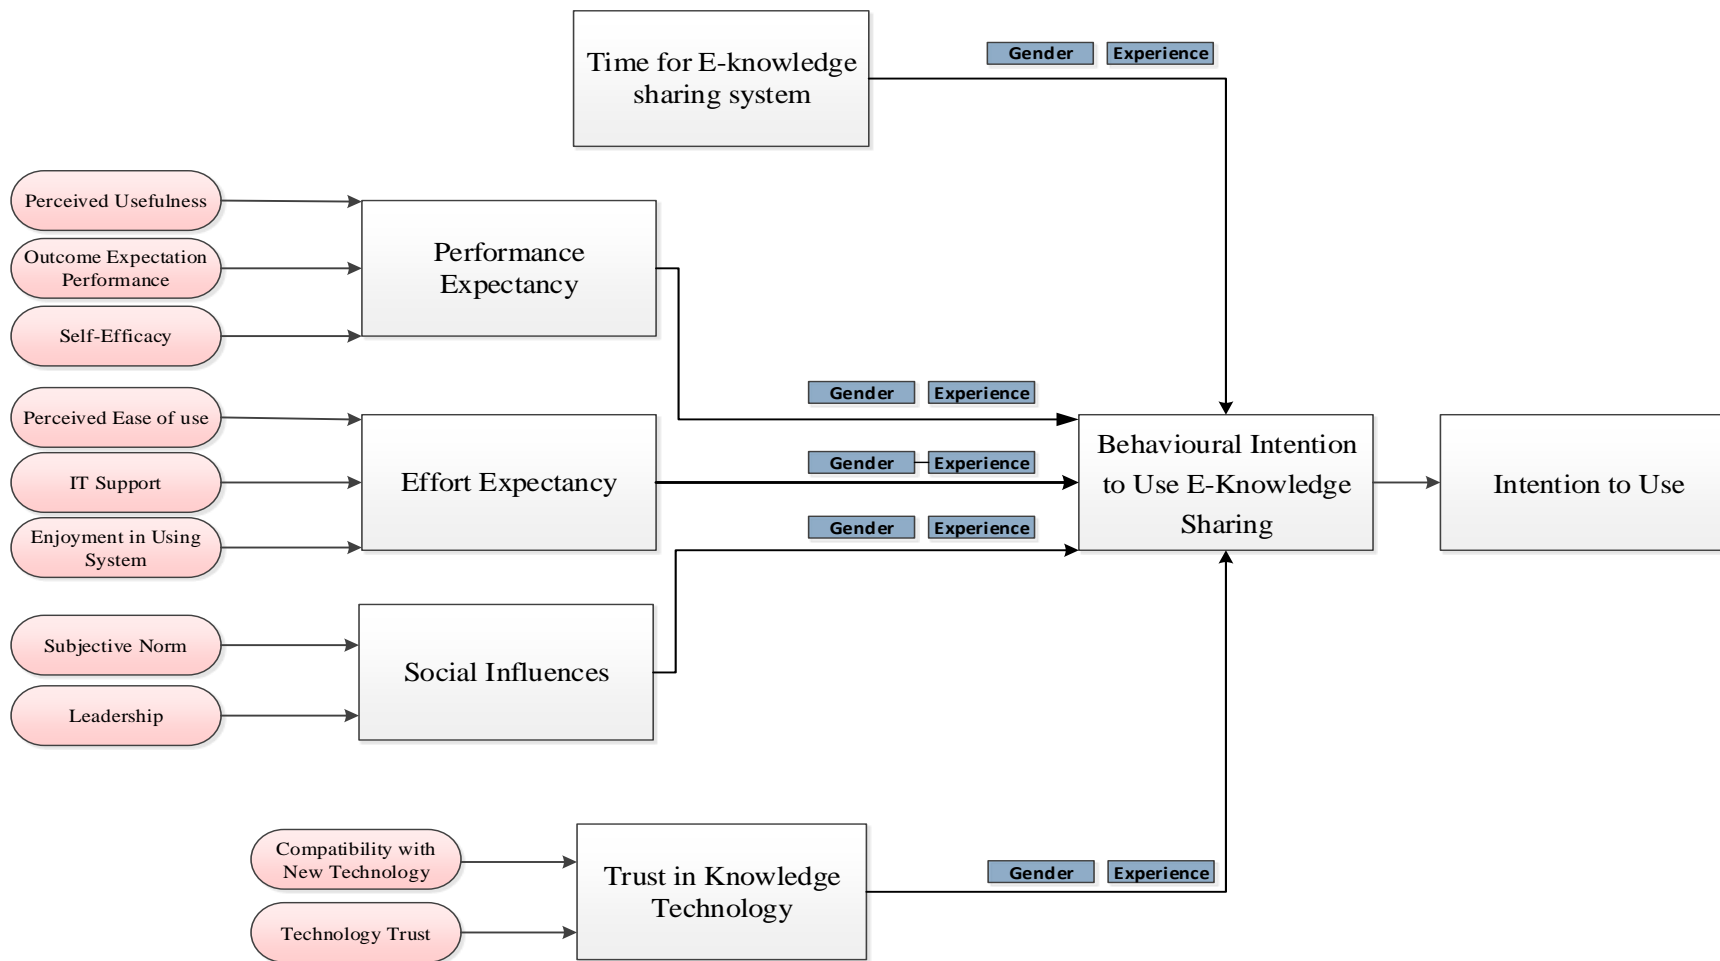 Time for E-knowledge
sharing system
Gender Experience
Perceived Usefulness
Outcome Expectation
Performance
Self-Efficacy
Performance
Expectancy
Gender Experience
Perceived Ease of use
IT Support
Enjoyment in Using
System
Effort Expectancy
Gender Experience
Gender Experience
Behavioural Intention
to Use E-Knowledge
Sharing
Intention to Use
Subjective Norm
Leadership
Social Influences
Compatibility with
New Technology
Technology Trust
Trust in Knowledge
Technology
Gender Experience